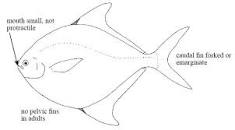 mouth small, not
protractile
caudal fin forked or
emarginate
no pelvic fins
in adults